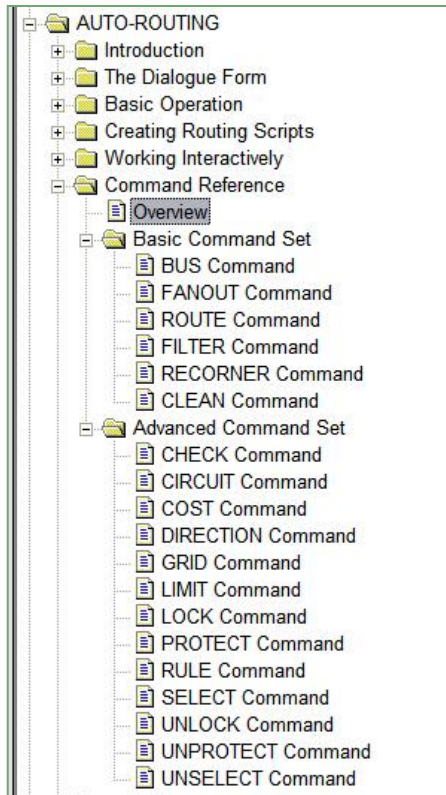 AUTO-ROUTING
Introduction
The Dialogue Form
Basic Operation
Creating Routing Scripts
Working Interactively
Command Reference
Overview
Basic Command Set
BUS Command
FANOUT Command
ROUTE Command
FILTER Command
RECORNER Command
CLEAN Command
Advanced Command Set
CHECK Command
CIRCUIT Command
COST Command
DIRECTION Command
GRID Command
LIMIT Command
LOCK Command
PROTECT Command
RULE Command
SELECT Command
UNLOCK Command
UNPROTECT Command
UNSELECT Command